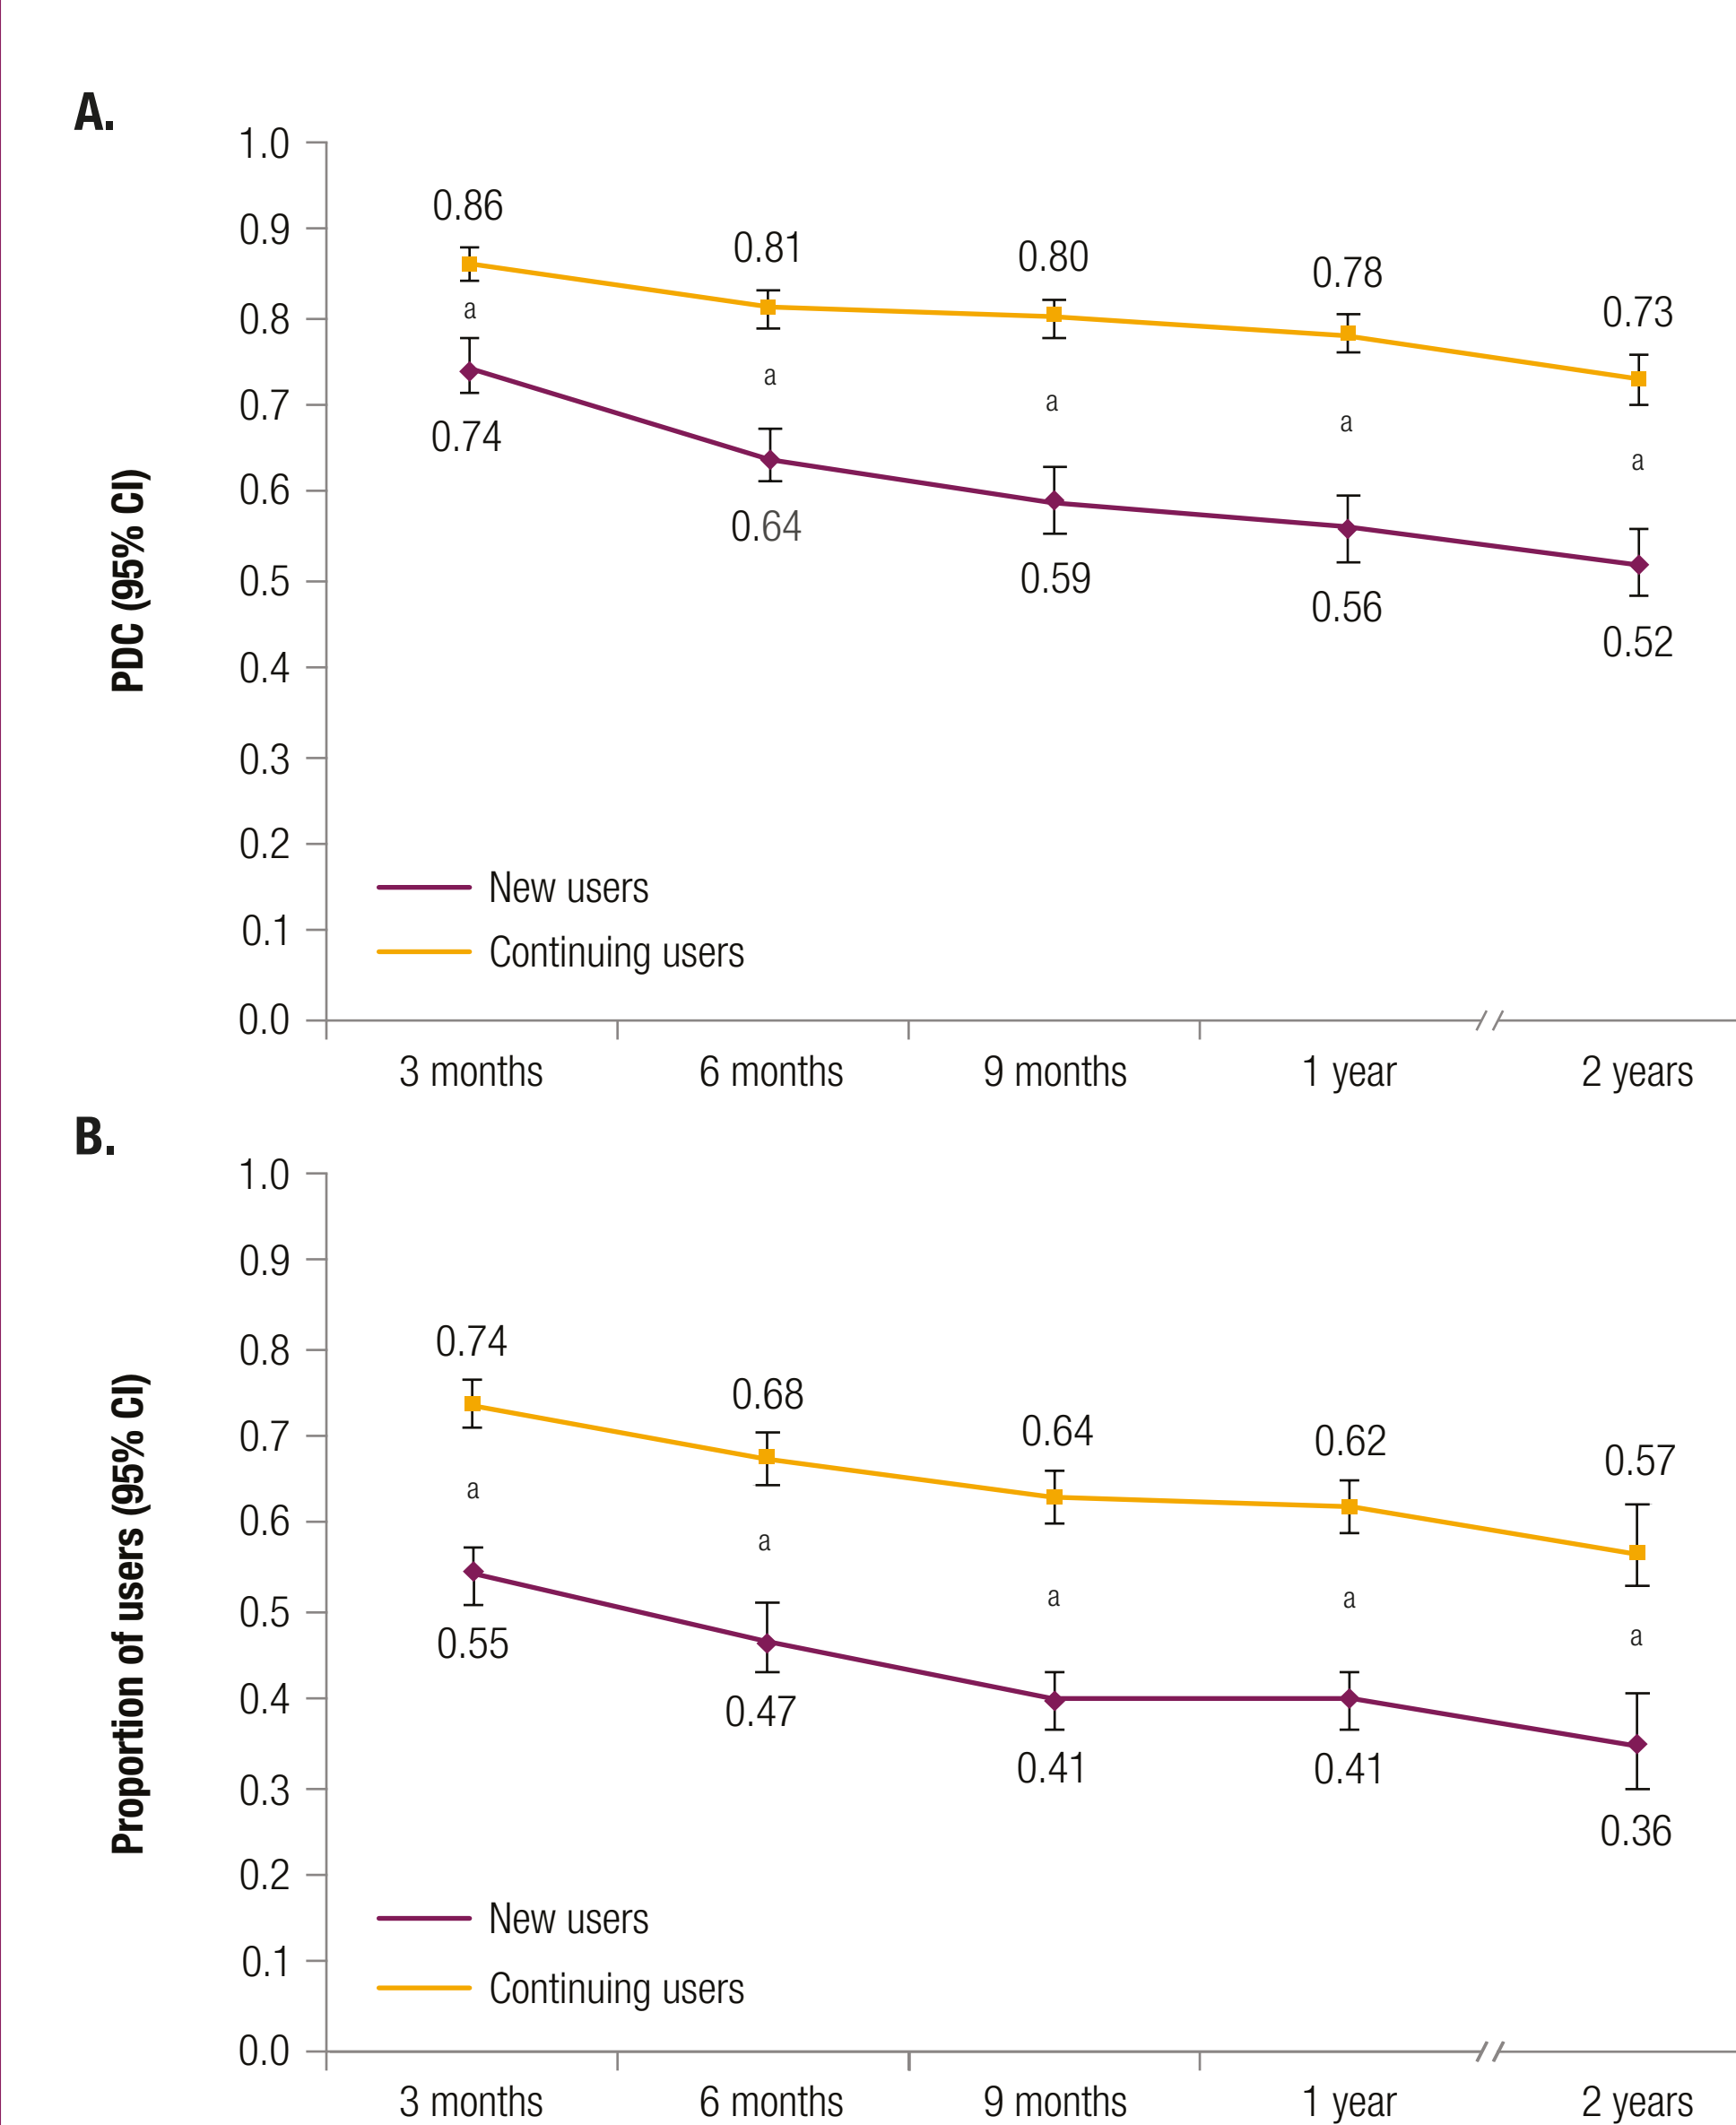 A.
1.0
0.9
0.8
0.7
0.6
0.5
0.4
0.3
0.2
0.1
0.0
PDC (95% CI)
0.86
0.81
0.80
0.78
0.73
a
a
a
a
a
0.74
0.64
0.59
0.56
0.52
New users
Continuing users
3 months 6 months 9 months 1 year 2 years
B.
1.0
0.9
0.8
0.7
0.6
0.5
0.4
0.3
0.2
0.1
0.0
Proportion of users (95% CI)
0.74
0.68
0.64
0.62
0.57
a
a
a
a
a
0.55
0.47
0.41
0.41
0.36
New users
Continuing users
3 months 6 months 9 months 1 year 2 years